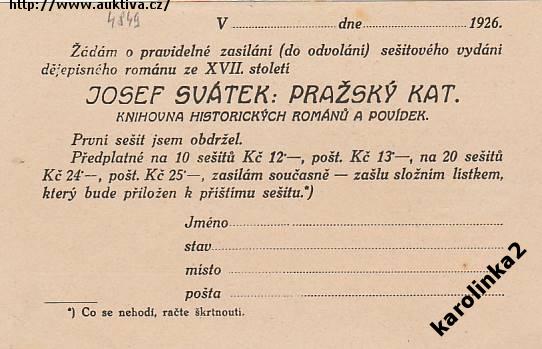 http://www.auktiva.cz/
4849
V ........................ dne ........................ 1926.
Žádám o pravidelné zasílání (do odvolání) sešitového vydání
dějepisného románu ze XVII. století
JOSEF SVÁTEK: PRAŽSKÝ KAT.
KNIHOVNA HISTORICKÝCH ROMÁNŮ A POVÍDEK.
První sešit jsem obdržel.
Předplatné na 10 sešitů Kč 12·—, pošt. Kč 13·—, na 20 sešitů
Kč 24·—, pošt. Kč 25·—, zasílám současně — zašlu složním lístkem,
který bude přiložen k příštímu sešitu.*)
Jméno
stav
místo
pošta
*) Co se nehodí, račte škrtnouti.
karolinka2